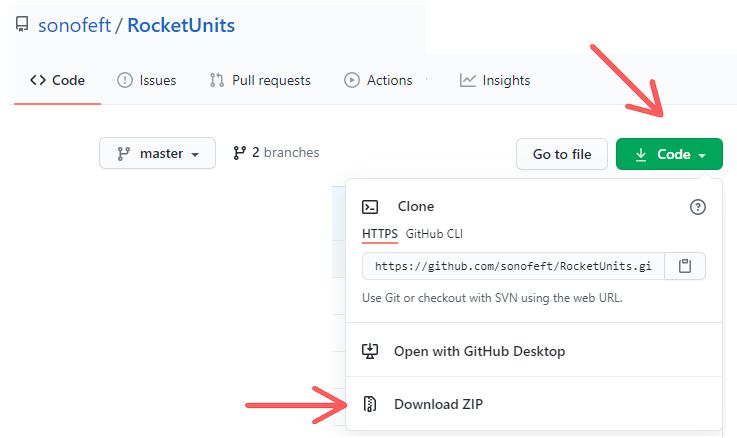 sonofeft / RocketUnits
Code Issues Pull requests Actions Insights
master 2 branches Go to file Code
Clone
HTTPS GitHub CLI
https://github.com/sonofeft/RocketUnits.gi
Use Git or checkout with SVN using the web URL.
Open with GitHub Desktop
Download ZIP